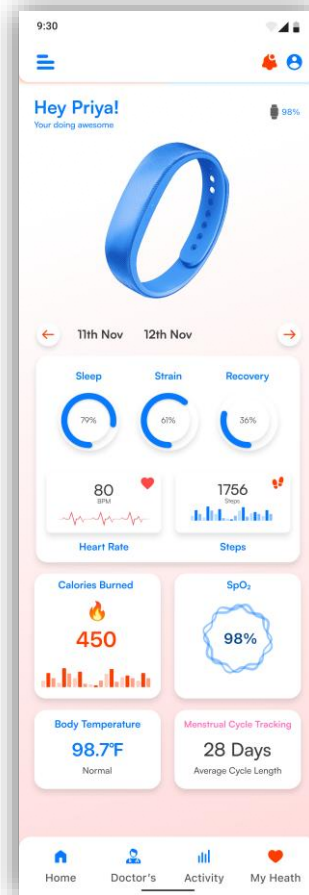 9:30
Hey Priya!
Your doing awesome
98%
11th Nov 12th Nov
Sleep Strain Recovery
79% 61% 36%
80 1756
BPM Steps
Heart Rate Steps
Calories Burned SpO₂
450 98%
Body Temperature Menstrual Cycle Tracking
98.7°F 28 Days
Normal Average Cycle Length
Home Doctor's Activity My Heath